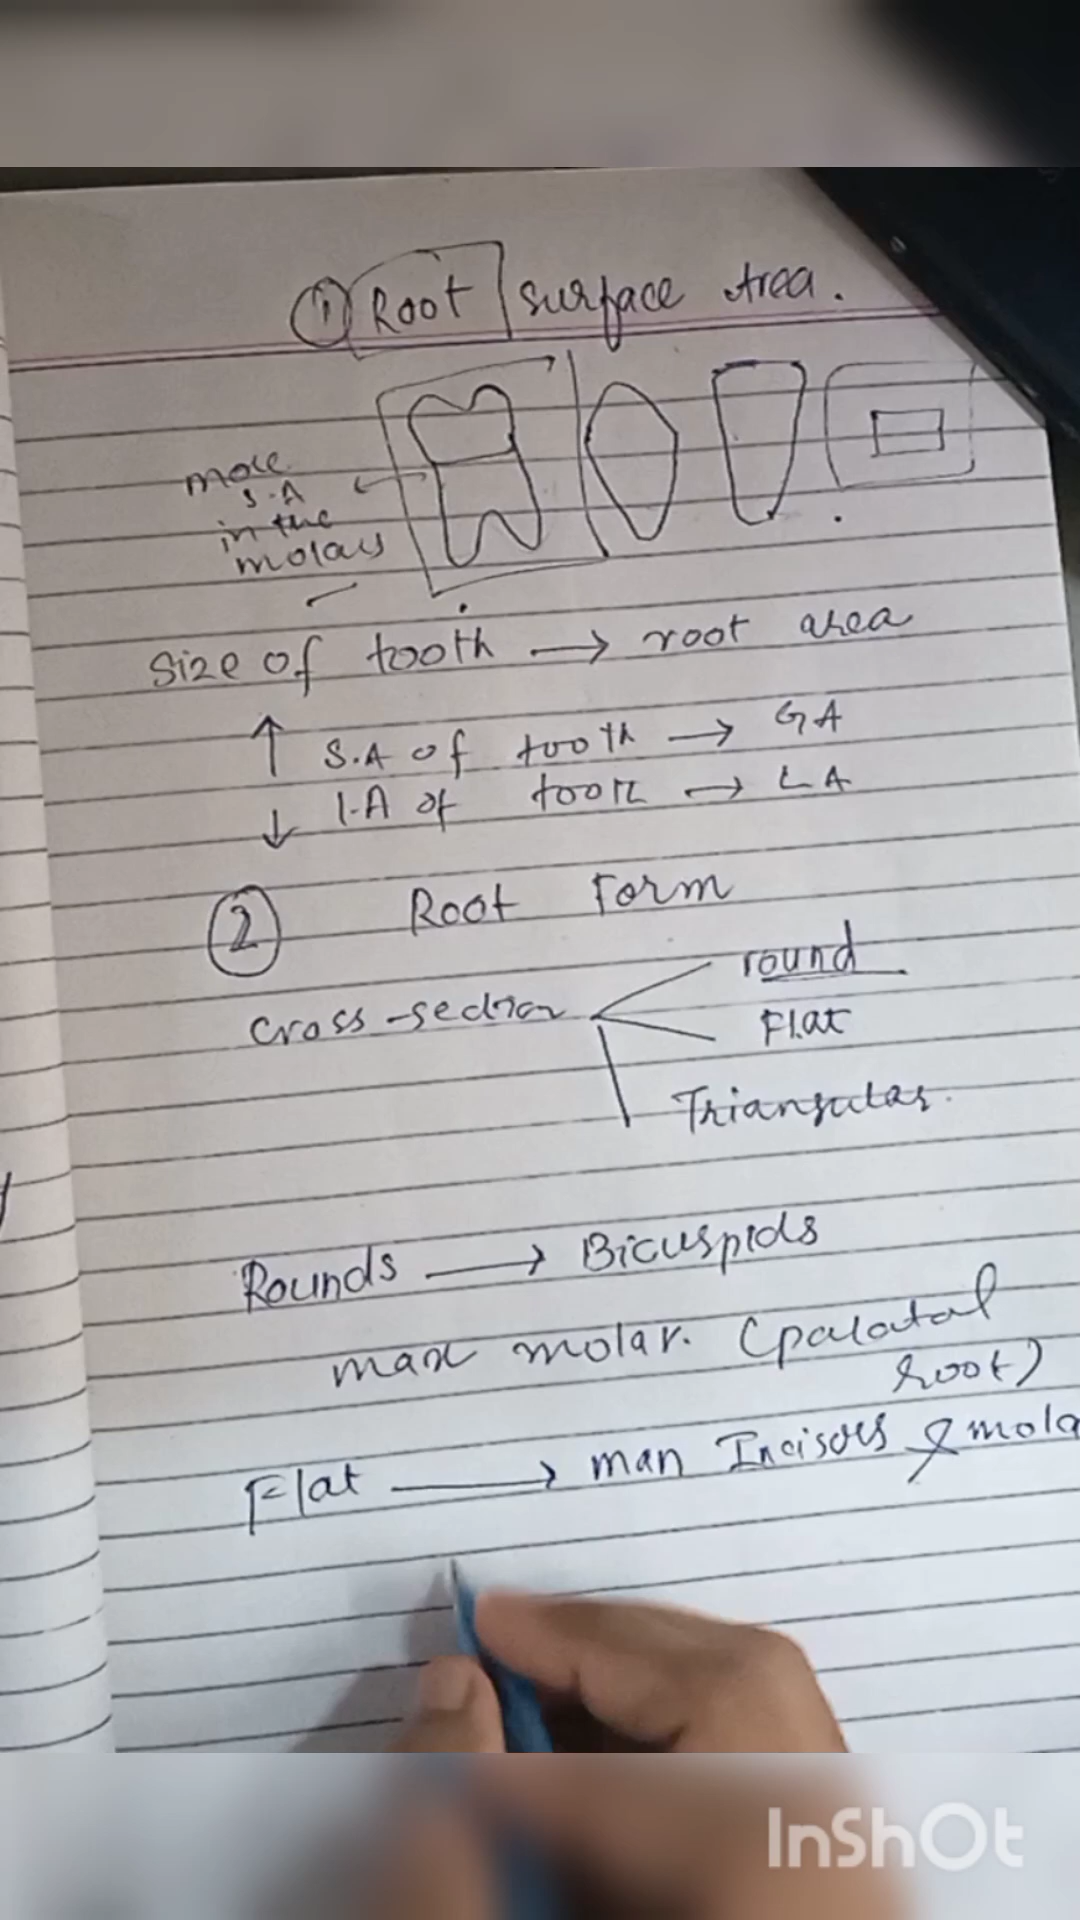 ① Root surface Area.
more
S.A
in the
molars
Size of tooth → root area
↑ S.A of tooth → GA
↓ 1.A of tooth → LA
② Root Form
Cross-section
round
Flat
Triangular.
Rounds → Bicuspids
max molar. (palatal
root)
Flat → man Incisors & mola
InShOt